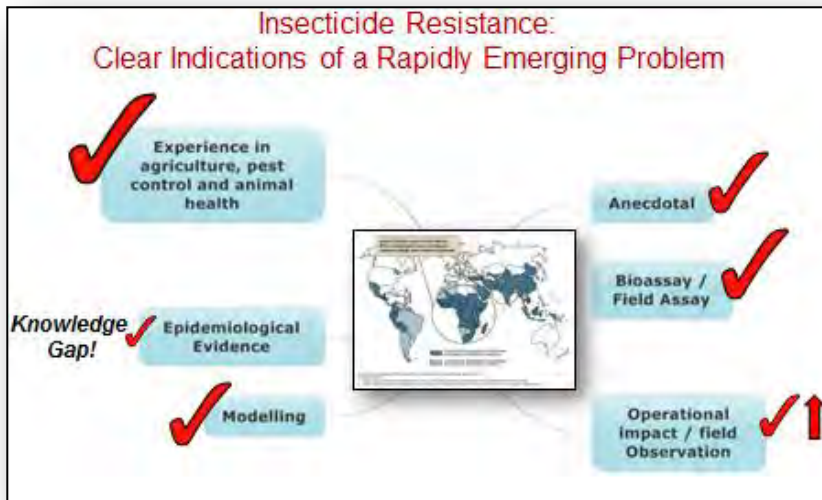 Insecticide Resistance:
Clear Indications of a Rapidly Emerging Problem
Experience in
agriculture, pest
control and animal
health
Knowledge
Gap!
Epidemiological
Evidence
Modelling
Anecdotal
Bioassay /
Field Assay
Operational
impact / field
Observation